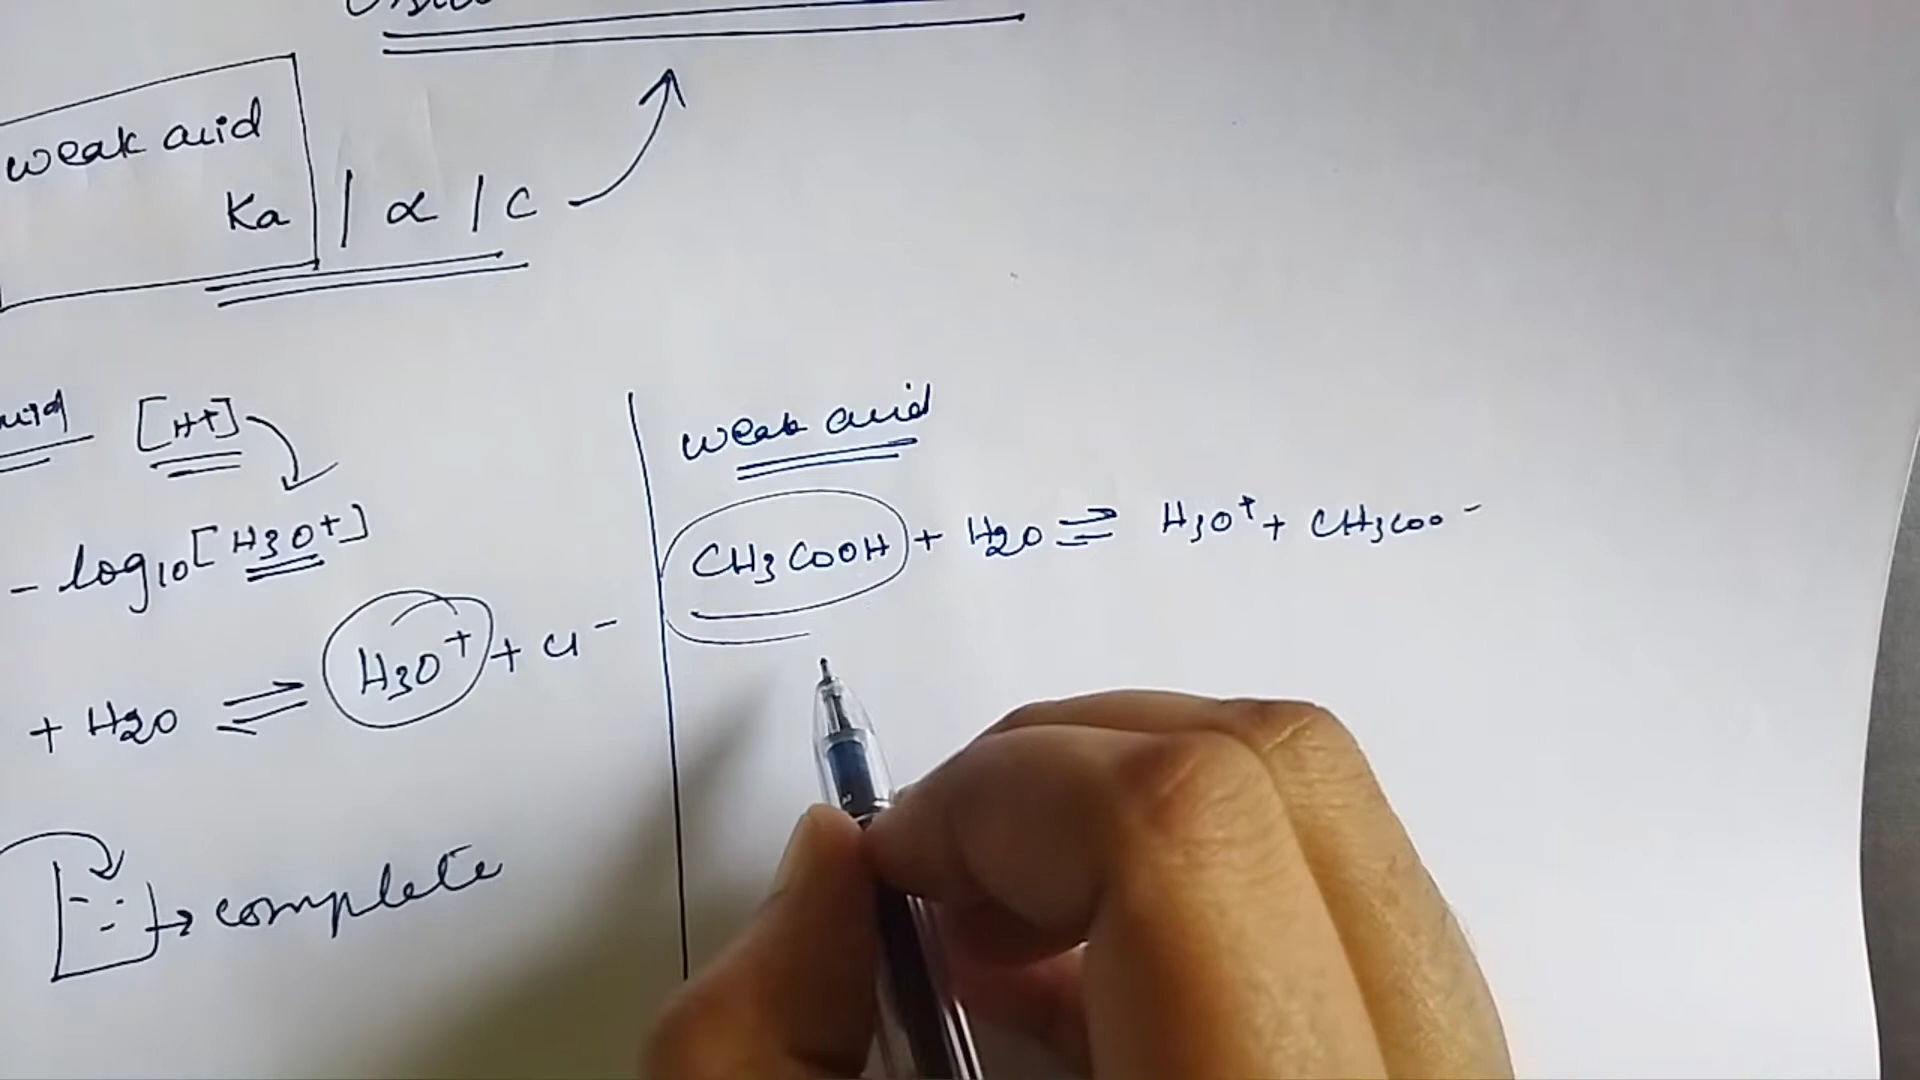 weak acid
Ka / α / c
[H+]
- log10 [H3O+]
+ H2O ⇌ H3O+ + Cl-
→ complete
weak acid
CH3COOH + H2O ⇌ H3O+ + CH3COO-